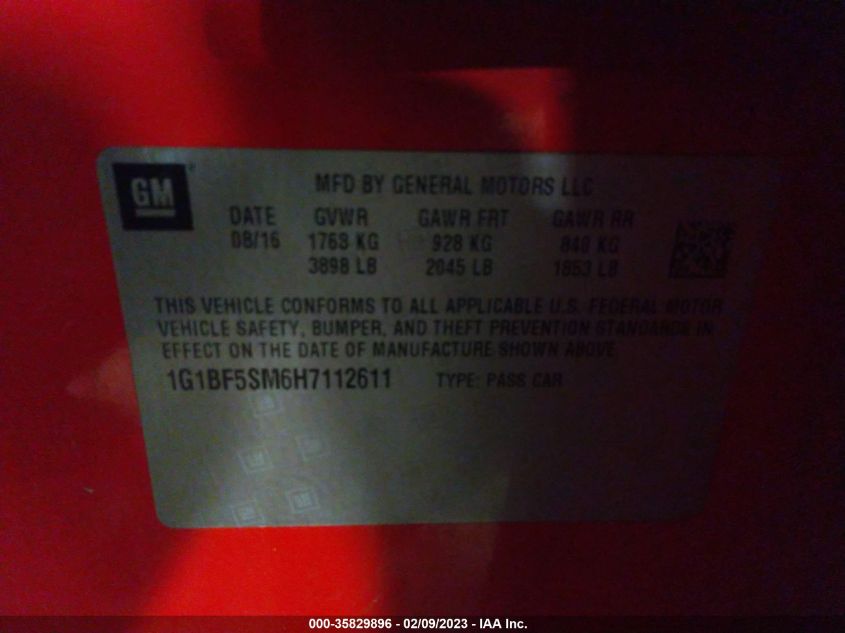 GM
MFD BY GENERAL MOTORS LLC
DATE GVWR GAWR FRT GAWR RR
08/16 1768 KG 928 KG 840 KG
3898 LB 2045 LB 1853 LB
THIS VEHICLE CONFORMS TO ALL APPLICABLE U.S. FEDERAL MOTOR
VEHICLE SAFETY, BUMPER, AND THEFT PREVENTION STANDARDS IN
EFFECT ON THE DATE OF MANUFACTURE SHOWN ABOVE
1G1BF5SM6H7112611 TYPE: PASS CAR
000-35829896 - 02/09/2023 - IAA Inc.